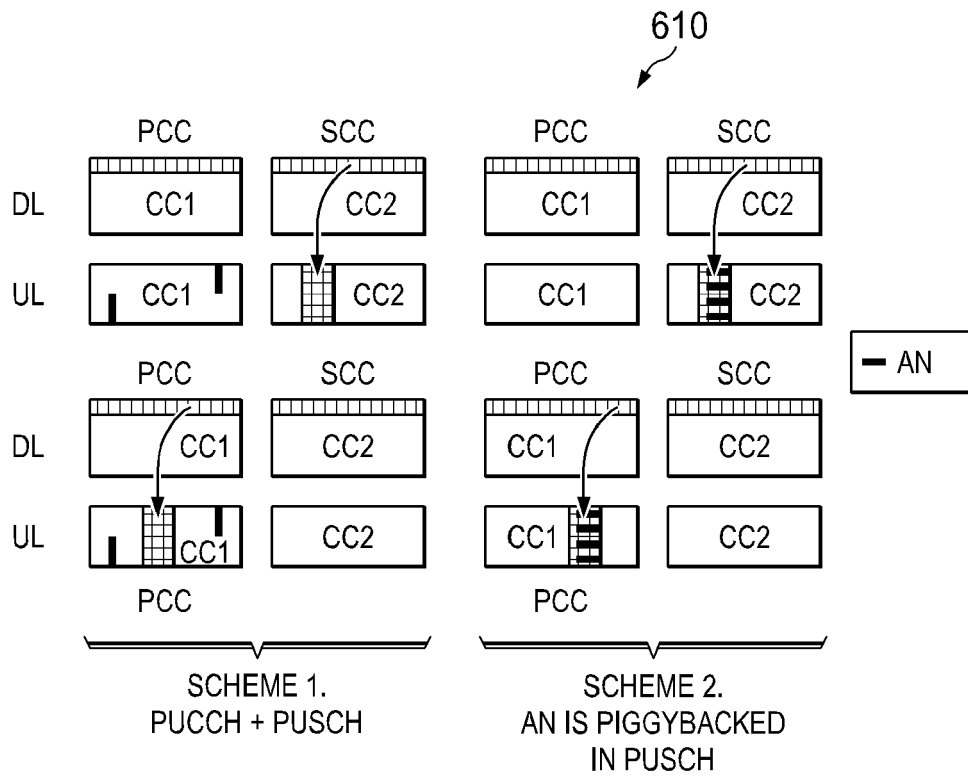 610
PCC SCC PCC SCC
DL CC1 CC2 CC1 CC2
UL CC1 CC2 CC1 CC2
AN
PCC SCC PCC SCC
DL CC1 CC2 CC1 CC2
UL CC1 CC2 CC1 CC2
PCC PCC
SCHEME 1.
PUCCH + PUSCH
SCHEME 2.
AN IS PIGGYBACKED
IN PUSCH